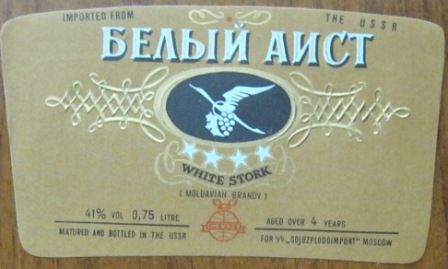 IMPORTED FROM THE USSR
БЕЛЫЙ АИСТ
WHITE STORK
( MOLDAVIAN BRANDY )
41% VOL 0,75 LITRE
AGED OVER 4 YEARS
MATURED AND BOTTLED IN THE USSR
FOR V/O „SOJUZPLODOIMPORT" MOSCOW